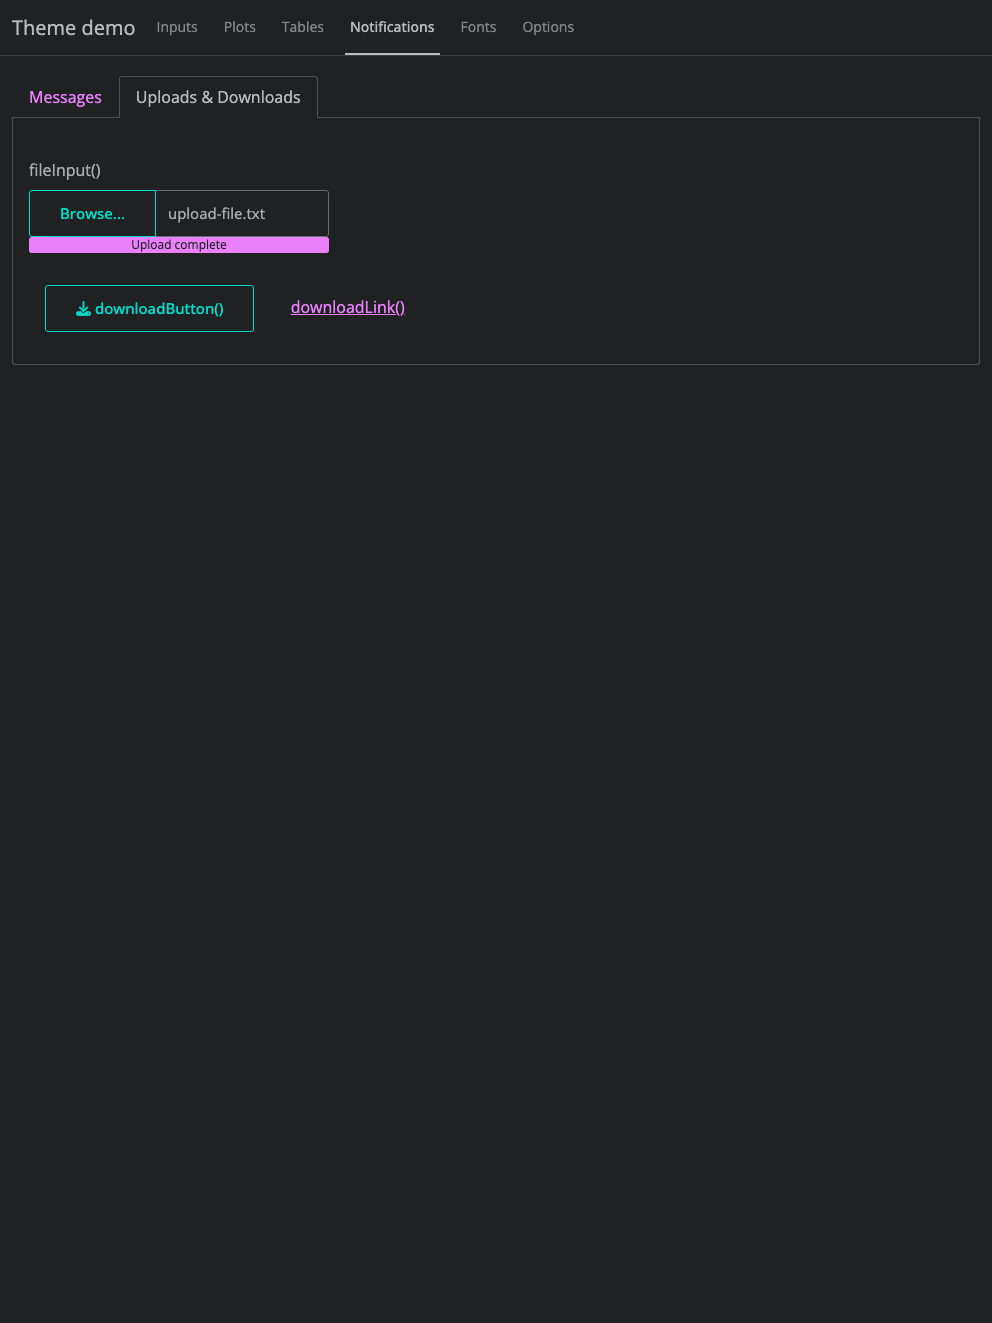 Theme demo Inputs Plots Tables Notifications Fonts Options
Messages Uploads & Downloads
fileInput()
Browse... upload-file.txt
Upload complete
downloadButton() downloadLink()